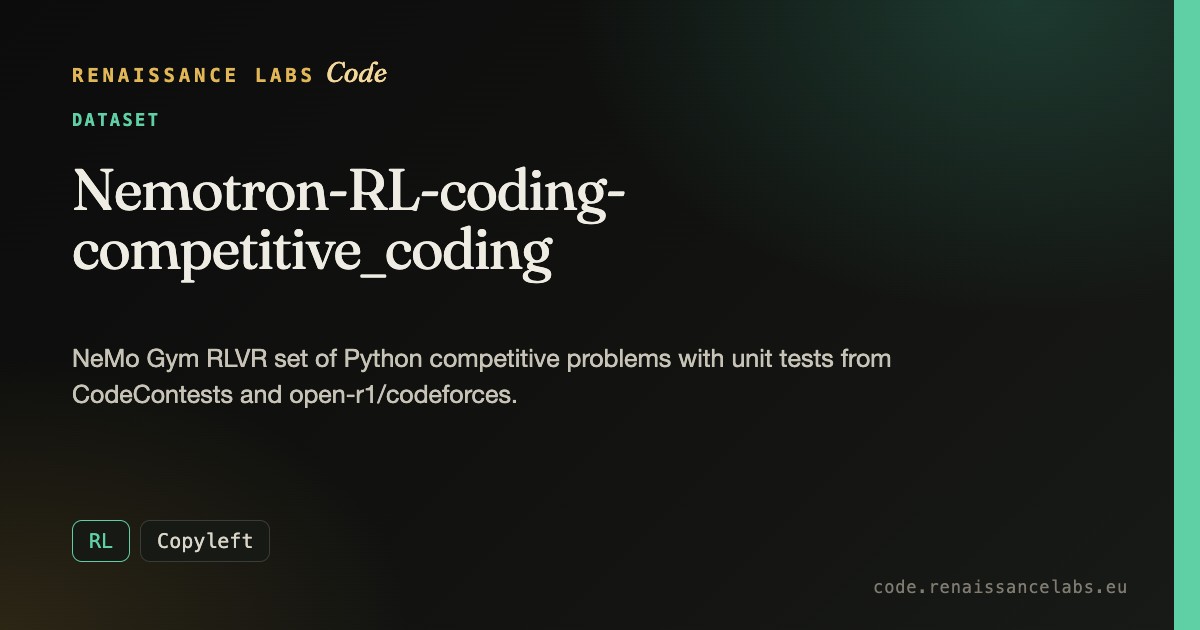 RENAISSANCE LABS Code
DATASET
Nemotron-RL-coding-
competitive_coding
NeMo Gym RLVR set of Python competitive problems with unit tests from
CodeContests and open-r1/codeforces.
RL
Copyleft
code.renaissancelabs.eu